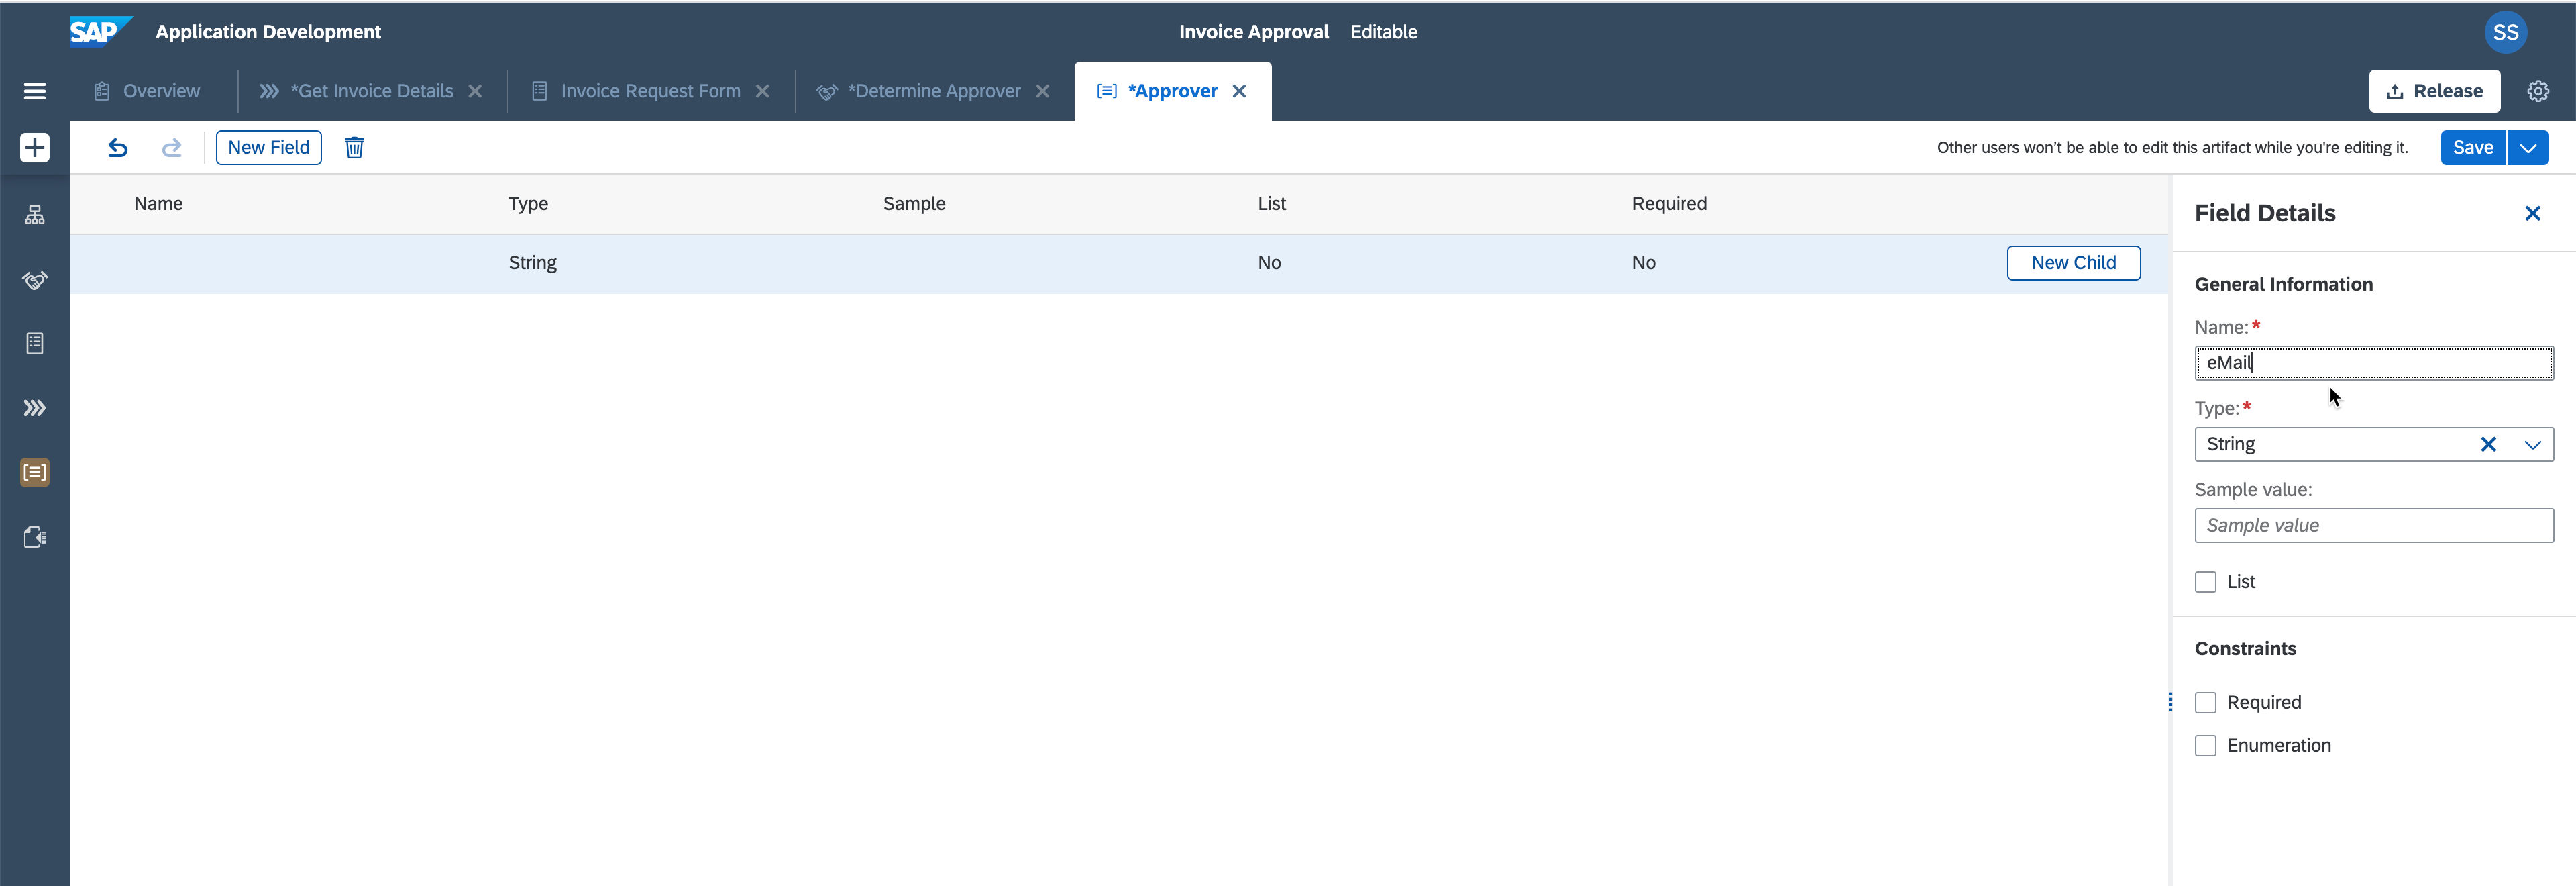 SAP Application Development Invoice Approval Editable SS
Overview *Get Invoice Details Invoice Request Form *Determine Approver *Approver Release
New Field Other users won't be able to edit this artifact while you're editing it. Save
Name Type Sample List Required
String No No New Child
Field Details
General Information
Name:*
eMail
Type:*
String
Sample value:
Sample value
List
Constraints
Required
Enumeration